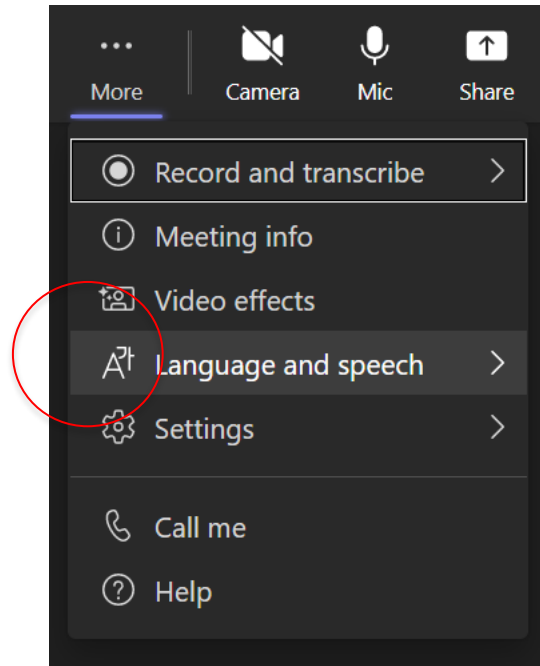 More Camera Mic Share
Record and transcribe
Meeting info
Video effects
Language and speech
Settings
Call me
Help